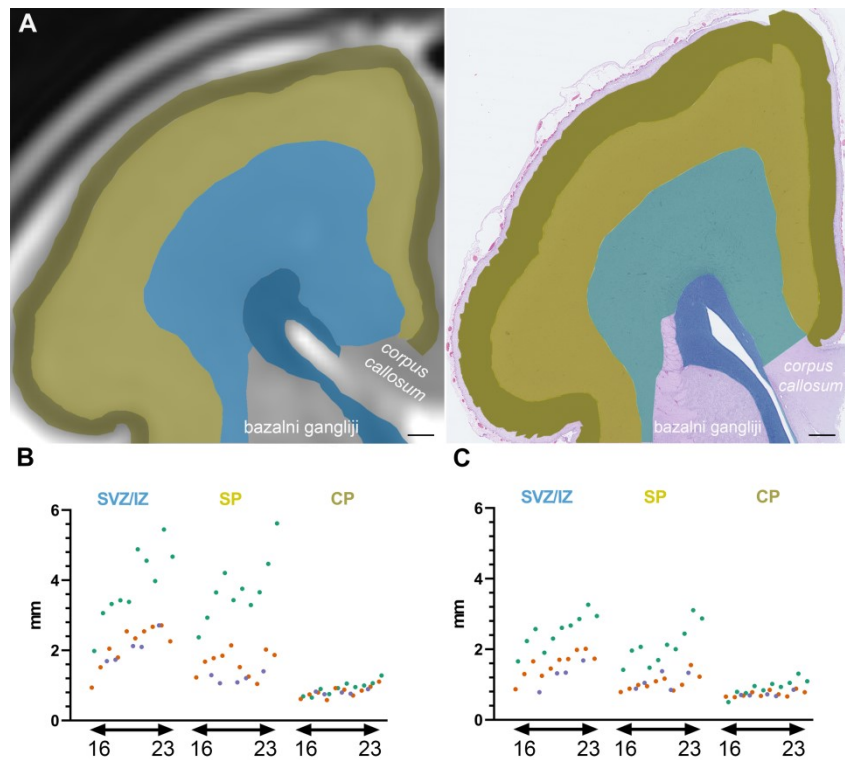 A
corpus
callosum
bazalni gangliji
corpus
callosum
bazalni gangliji
B
SVZ/IZ SP CP
6
4
2
0
mm
16 23 16 23 16 23
C
SVZ/IZ SP CP
6
4
2
0
mm
16 23 16 23 16 23